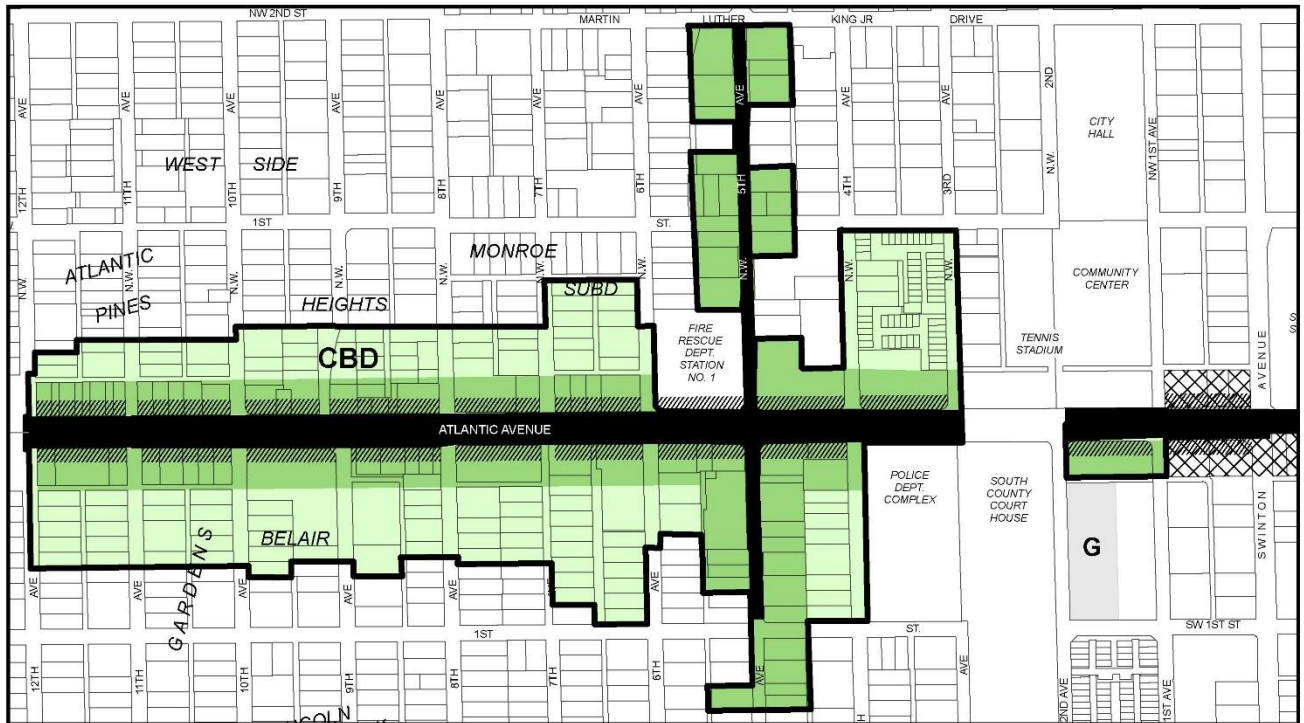 NW 2ND ST
MARTIN LUTHER KING JR DRIVE
12TH AVE
11TH AVE
10TH AVE
9TH AVE
8TH AVE
7TH AVE
6TH AVE
5TH AVE
4TH AVE
3RD AVE
N.W. 2ND
NW 1ST AVE
CITY HALL
WEST SIDE
1ST ST.
N.W.
N.W.
N.W.
N.W.
N.W.
N.W.
N.W.
N.W.
N.W.
N.W.
ATLANTIC PINES
HEIGHTS
MONROE
SUBD
COMMUNITY
CENTER
CBD
FIRE
RESCUE
DEPT.
STATION
NO. 1
TENNIS
STADIUM
AVENUE
ATLANTIC AVENUE
POLICE
DEPT.
COMPLEX
SOUTH
COUNTY
COURT
HOUSE
SWINTON
BELAIR
GARDENS
G
1ST ST.
SW 1ST ST
12TH AVE
11TH AVE
10TH AVE
9TH AVE
8TH AVE
7TH AVE
6TH AVE
AVE
AVE
2ND AVE
1ST AVE